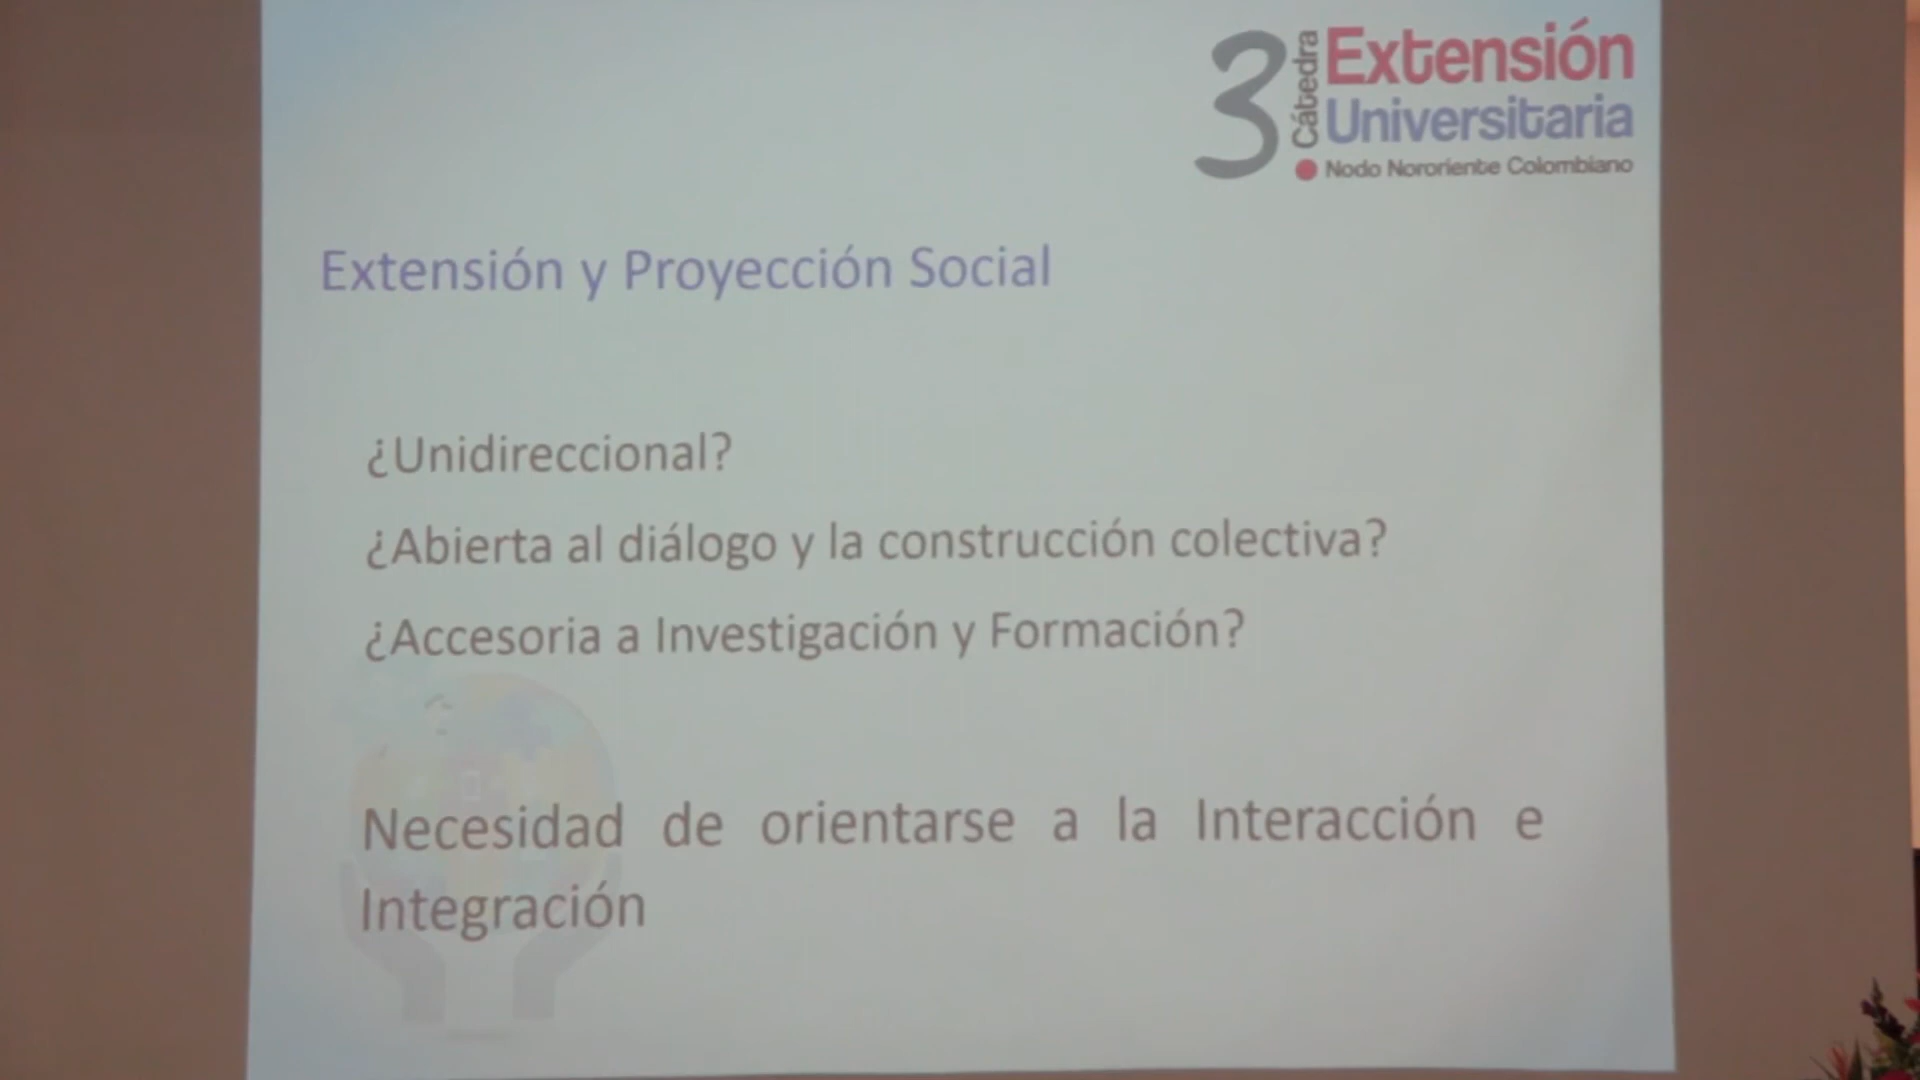 3 Cátedra Extensión
Universitaria
Nodo Nororiente Colombiano
Extensión y Proyección Social
¿Unidireccional?
¿Abierta al diálogo y la construcción colectiva?
¿Accesoria a Investigación y Formación?
Necesidad de orientarse a la Interacción e
Integración